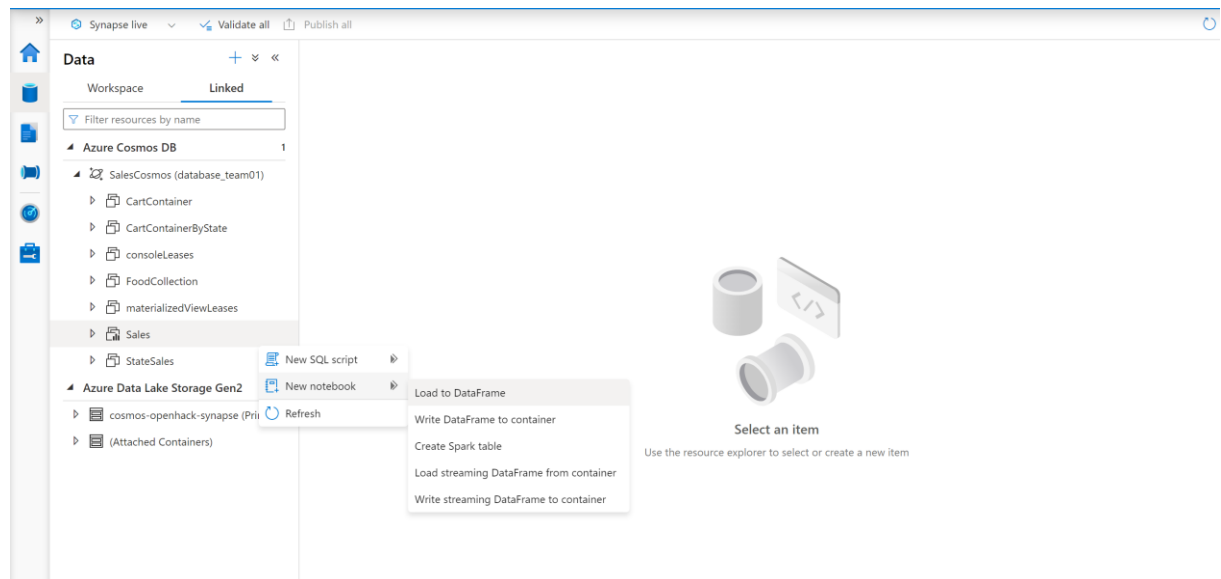 Synapse live
Validate all
Publish all
Data
Workspace
Linked
Filter resources by name
Azure Cosmos DB
1
SalesCosmos (database_team01)
CartContainer
CartContainerByState
consoleLeases
FoodCollection
materializedViewLeases
Sales
StateSales
Azure Data Lake Storage Gen2
cosmos-openhack-synapse (Pri
(Attached Containers)
New SQL script
New notebook
Refresh
Load to DataFrame
Write DataFrame to container
Create Spark table
Load streaming DataFrame from container
Write streaming DataFrame to container
Select an item
Use the resource explorer to select or create a new item